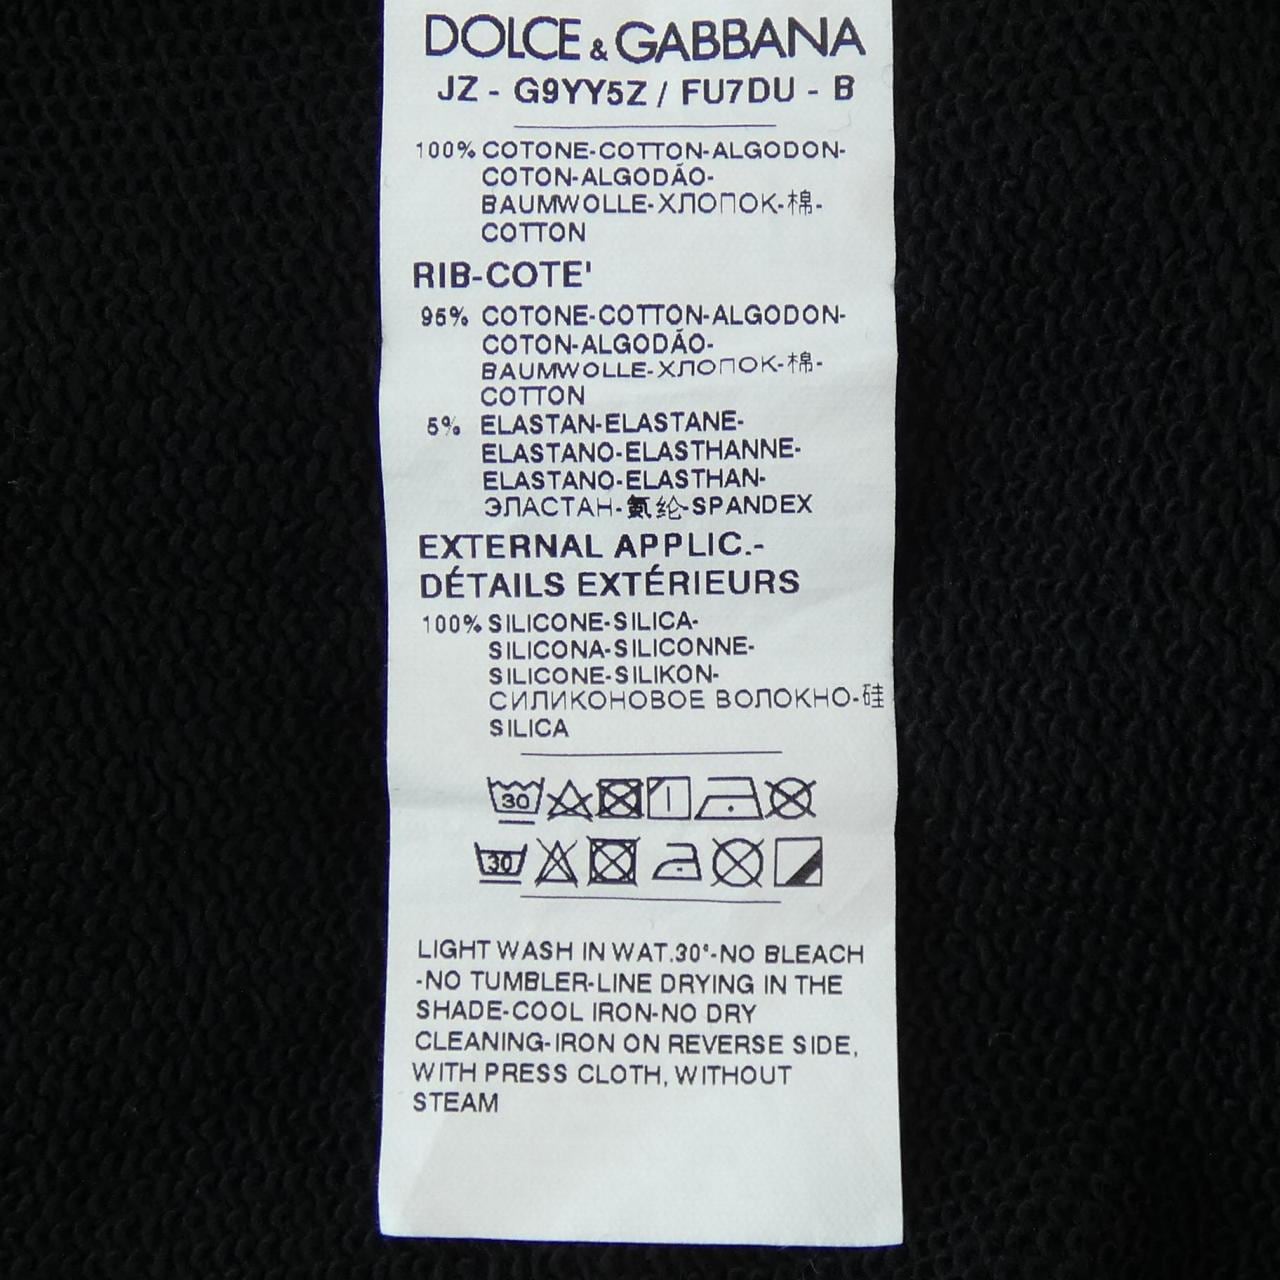 DOLCE & GABBANA
JZ - G9YY5Z / FU7DU - B
100% COTONE-COTTON-ALGODON-
COTON-ALGODÃO-
BAUMWOLLE-ХЛОПОК-棉-
COTTON
RIB-COTE'
95% COTONE-COTTON-ALGODON-
COTON-ALGODÃO-
BAUMWOLLE-ХЛОПОК-棉-
COTTON
5% ELASTAN-ELASTANE-
ELASTANO-ELASTHANNE-
ELASTANO-ELASTHAN-
ЭЛАСТАН-氨纶-SPANDEX
EXTERNAL APPLIC.-
DÉTAILS EXTÉRIEURS
100% SILICONE-SILICA-
SILICONA-SILICONNE-
SILICONE-SILIKON-
СИЛИКОНОВОЕ ВОЛОКНО-硅
SILICA
30
30
LIGHT WASH IN WAT.30°-NO BLEACH
-NO TUMBLER-LINE DRYING IN THE
SHADE-COOL IRON-NO DRY
CLEANING-IRON ON REVERSE SIDE,
WITH PRESS CLOTH, WITHOUT
STEAM